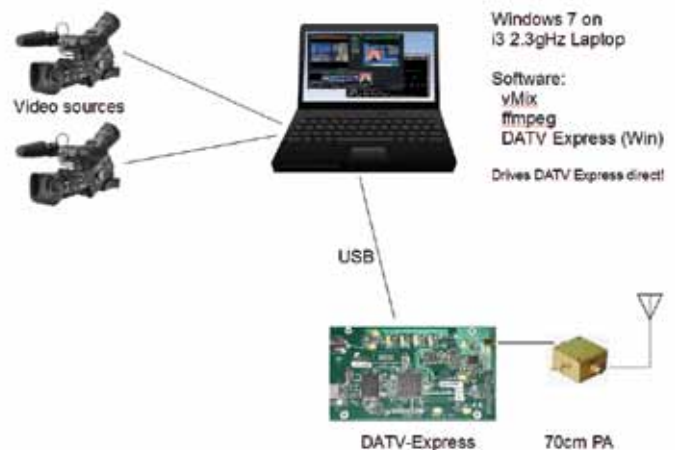 Windows 7 on
i3 2.3gHz Laptop
Software:
vMix
ffmpeg
DATV Express (Win)
Drives DATV Express direct!
Video sources
USB
DATV-Express
70cm PA